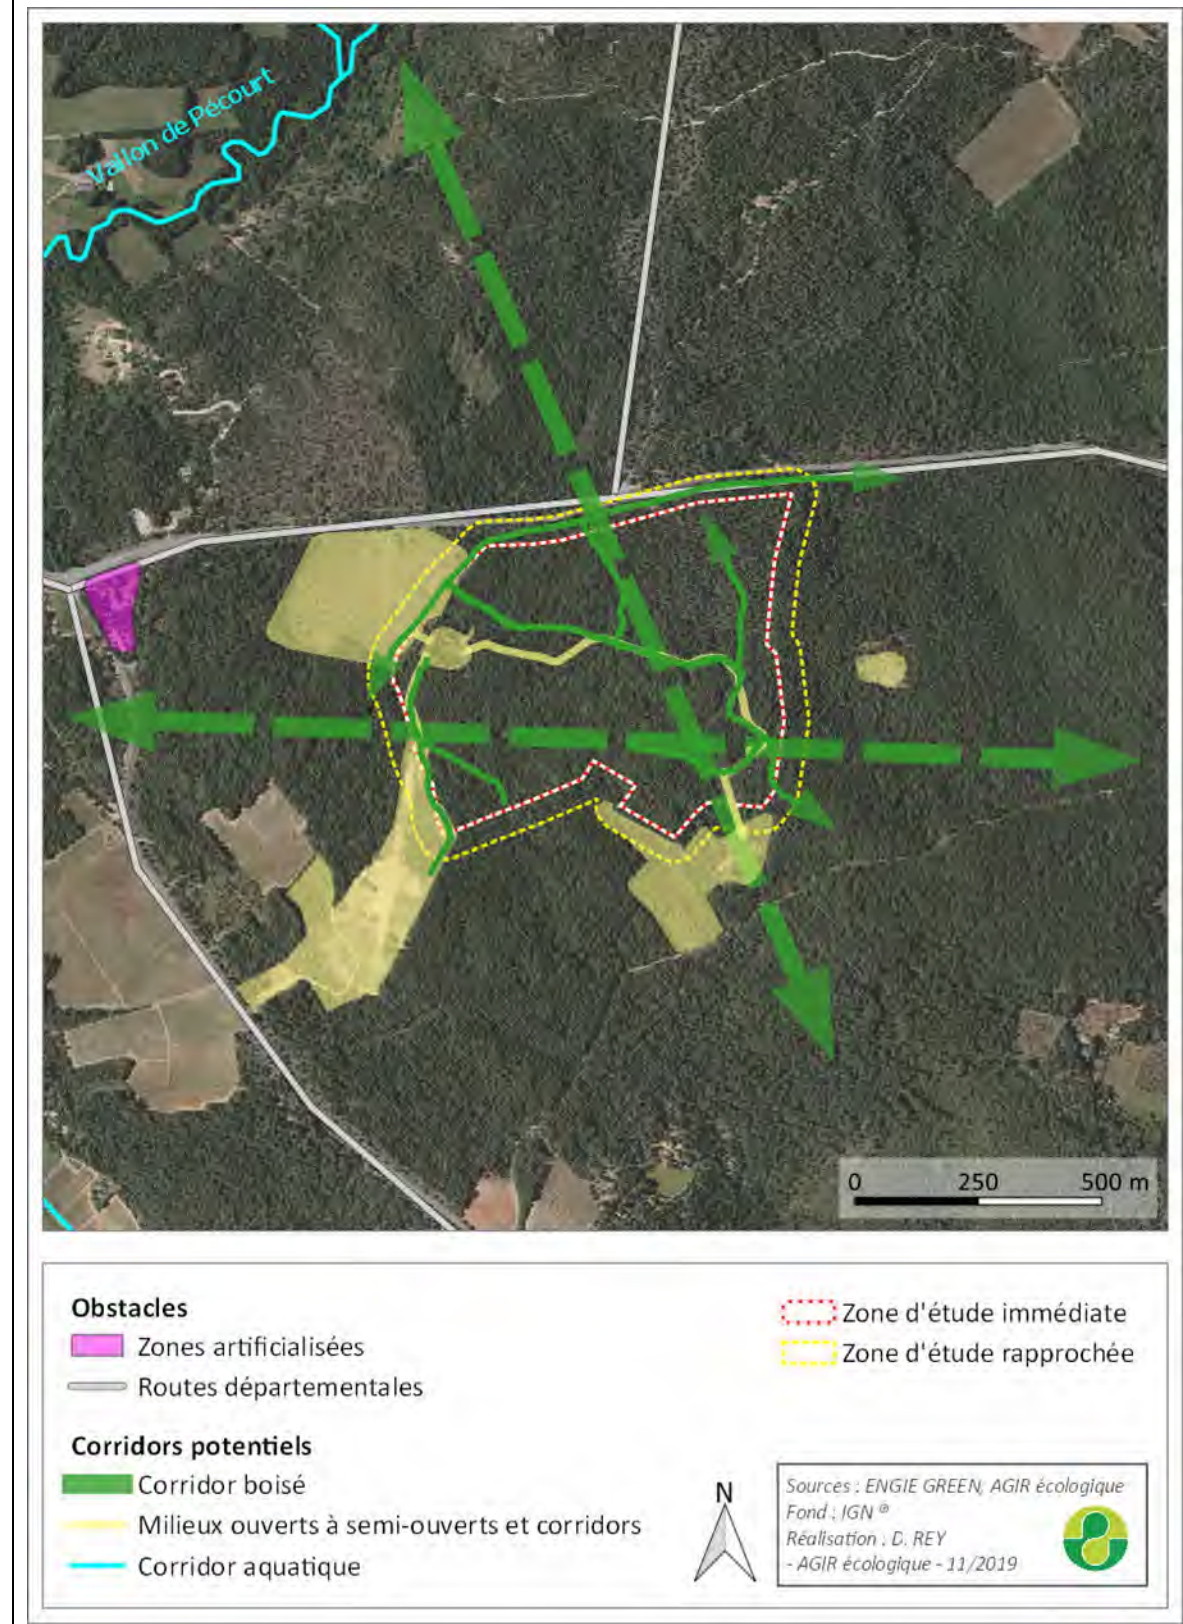 Vallon de Pécourt
0 250 500 m
Obstacles
Zones artificialisées
Routes départementales
Corridors potentiels
Corridor boisé
Milieux ouverts à semi-ouverts et corridors
Corridor aquatique
Zone d'étude immédiate
Zone d'étude rapprochée
N
Sources : ENGIE GREEN, AGIR écologique
Fond : IGN ®
Réalisation : D. REY
- AGIR écologique - 11/2019